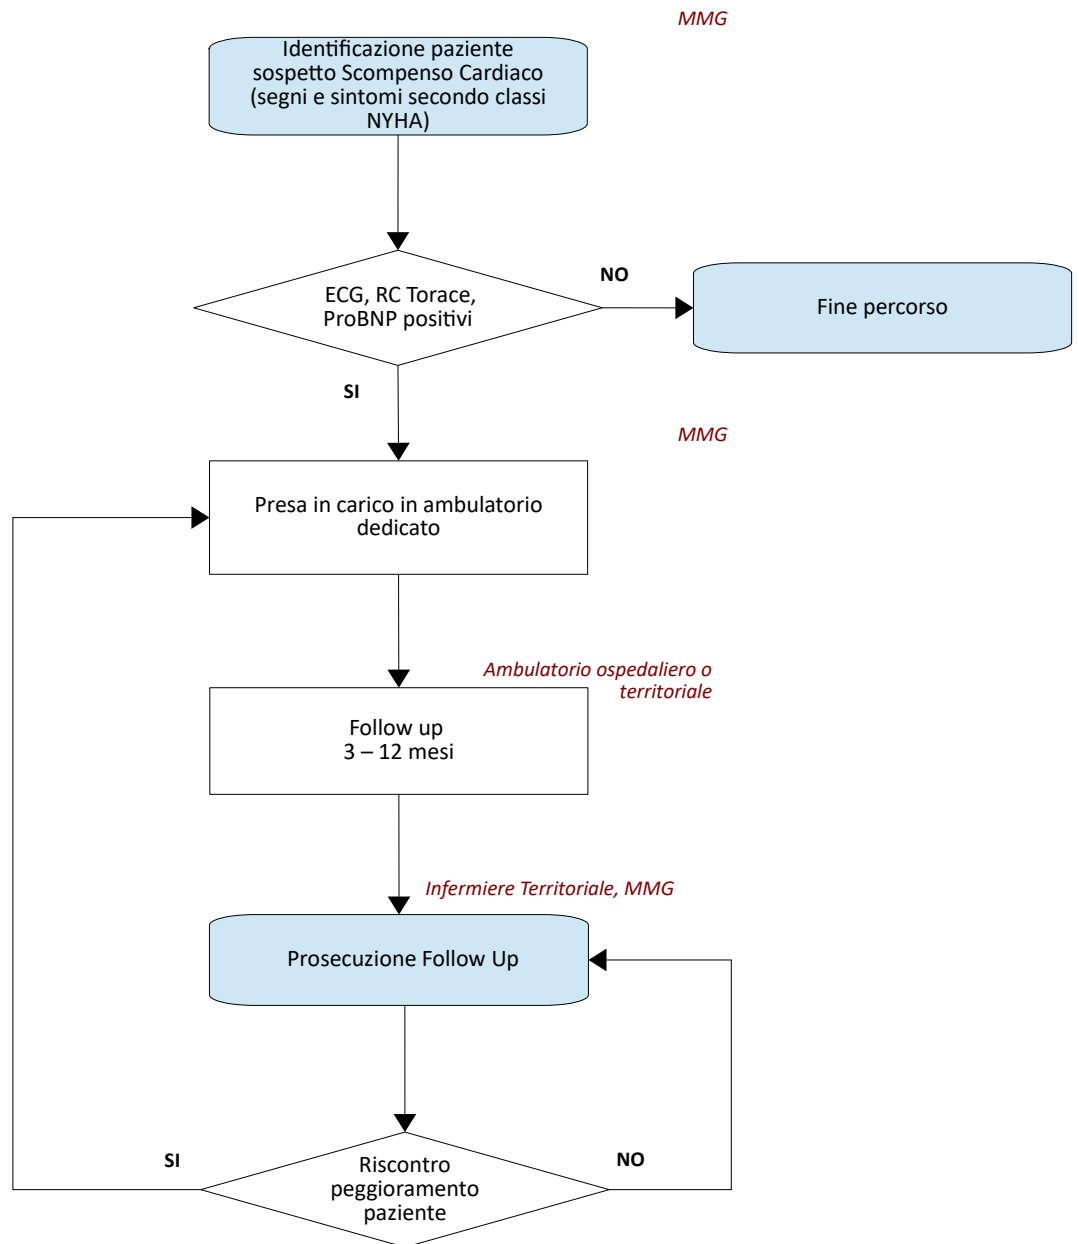 MMG
Identificazione paziente
sospetto Scompenso Cardiaco
(segni e sintomi secondo classi
NYHA)
NO
ECG, RC Torace,
ProBNP positivi
Fine percorso
SI
MMG
Presa in carico in ambulatorio
dedicato
Ambulatorio ospedaliero o
territoriale
Follow up
3 – 12 mesi
Infermiere Territoriale, MMG
Prosecuzione Follow Up
SI
NO
Riscontro
peggioramento
paziente